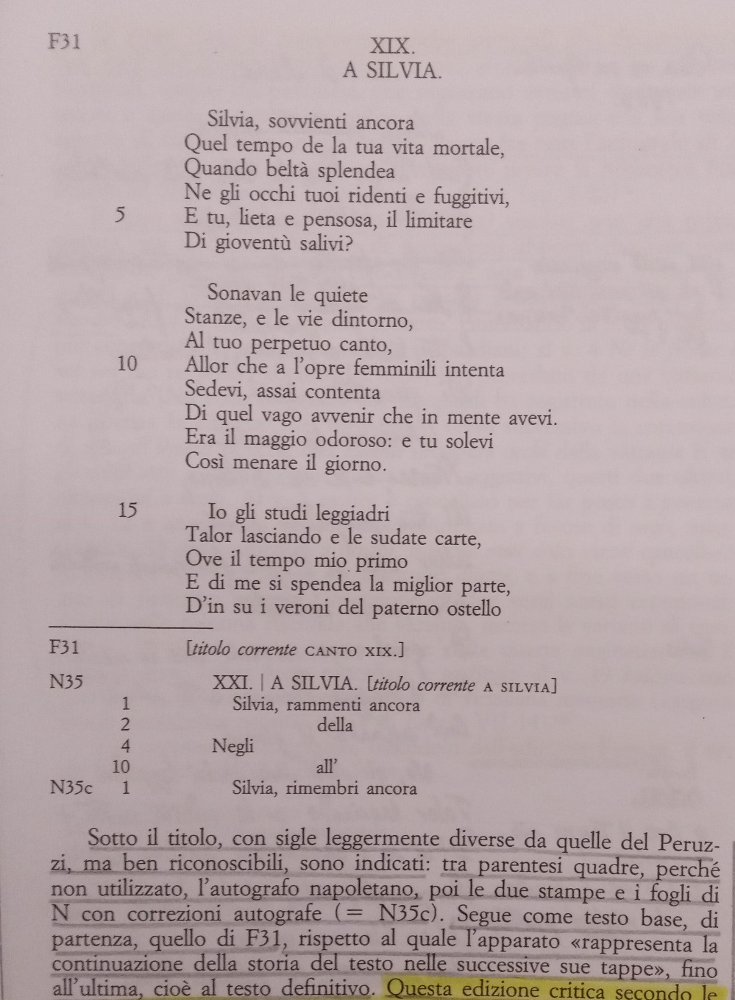 F31
XIX.
A SILVIA.
Silvia, sovvienti ancora
Quel tempo de la tua vita mortale,
Quando beltà splendea
Ne gli occhi tuoi ridenti e fuggitivi,
5 E tu, lieta e pensosa, il limitare
Di gioventù salivi?
Sonavan le quiete
Stanze, e le vie dintorno,
Al tuo perpetuo canto,
10 Allor che a l'opre femminili intenta
Sedevi, assai contenta
Di quel vago avvenir che in mente avevi.
Era il maggio odoroso: e tu solevi
Così menare il giorno.
15 Io gli studi leggiadri
Talor lasciando e le sudate carte,
Ove il tempo mio primo
E di me si spendea la miglior parte,
D'in su i veroni del paterno ostello
F31 [titolo corrente CANTO XIX.]
N35 XXI. | A SILVIA. [titolo corrente A SILVIA]
1 Silvia, rammenti ancora
2 della
4 Negli
10 all'
N35c 1 Silvia, rimembri ancora
Sotto il titolo, con sigle leggermente diverse da quelle del Peruz-
zi, ma ben riconoscibili, sono indicati: tra parentesi quadre, perché
non utilizzato, l'autografo napoletano, poi le due stampe e i fogli di
N con correzioni autografe (= N35c). Segue come testo base, di
partenza, quello di F31, rispetto al quale l'apparato «rappresenta la
continuazione della storia del testo nelle successive sue tappe», fino
all'ultima, cioè al testo definitivo. Questa edizione critica secondo le